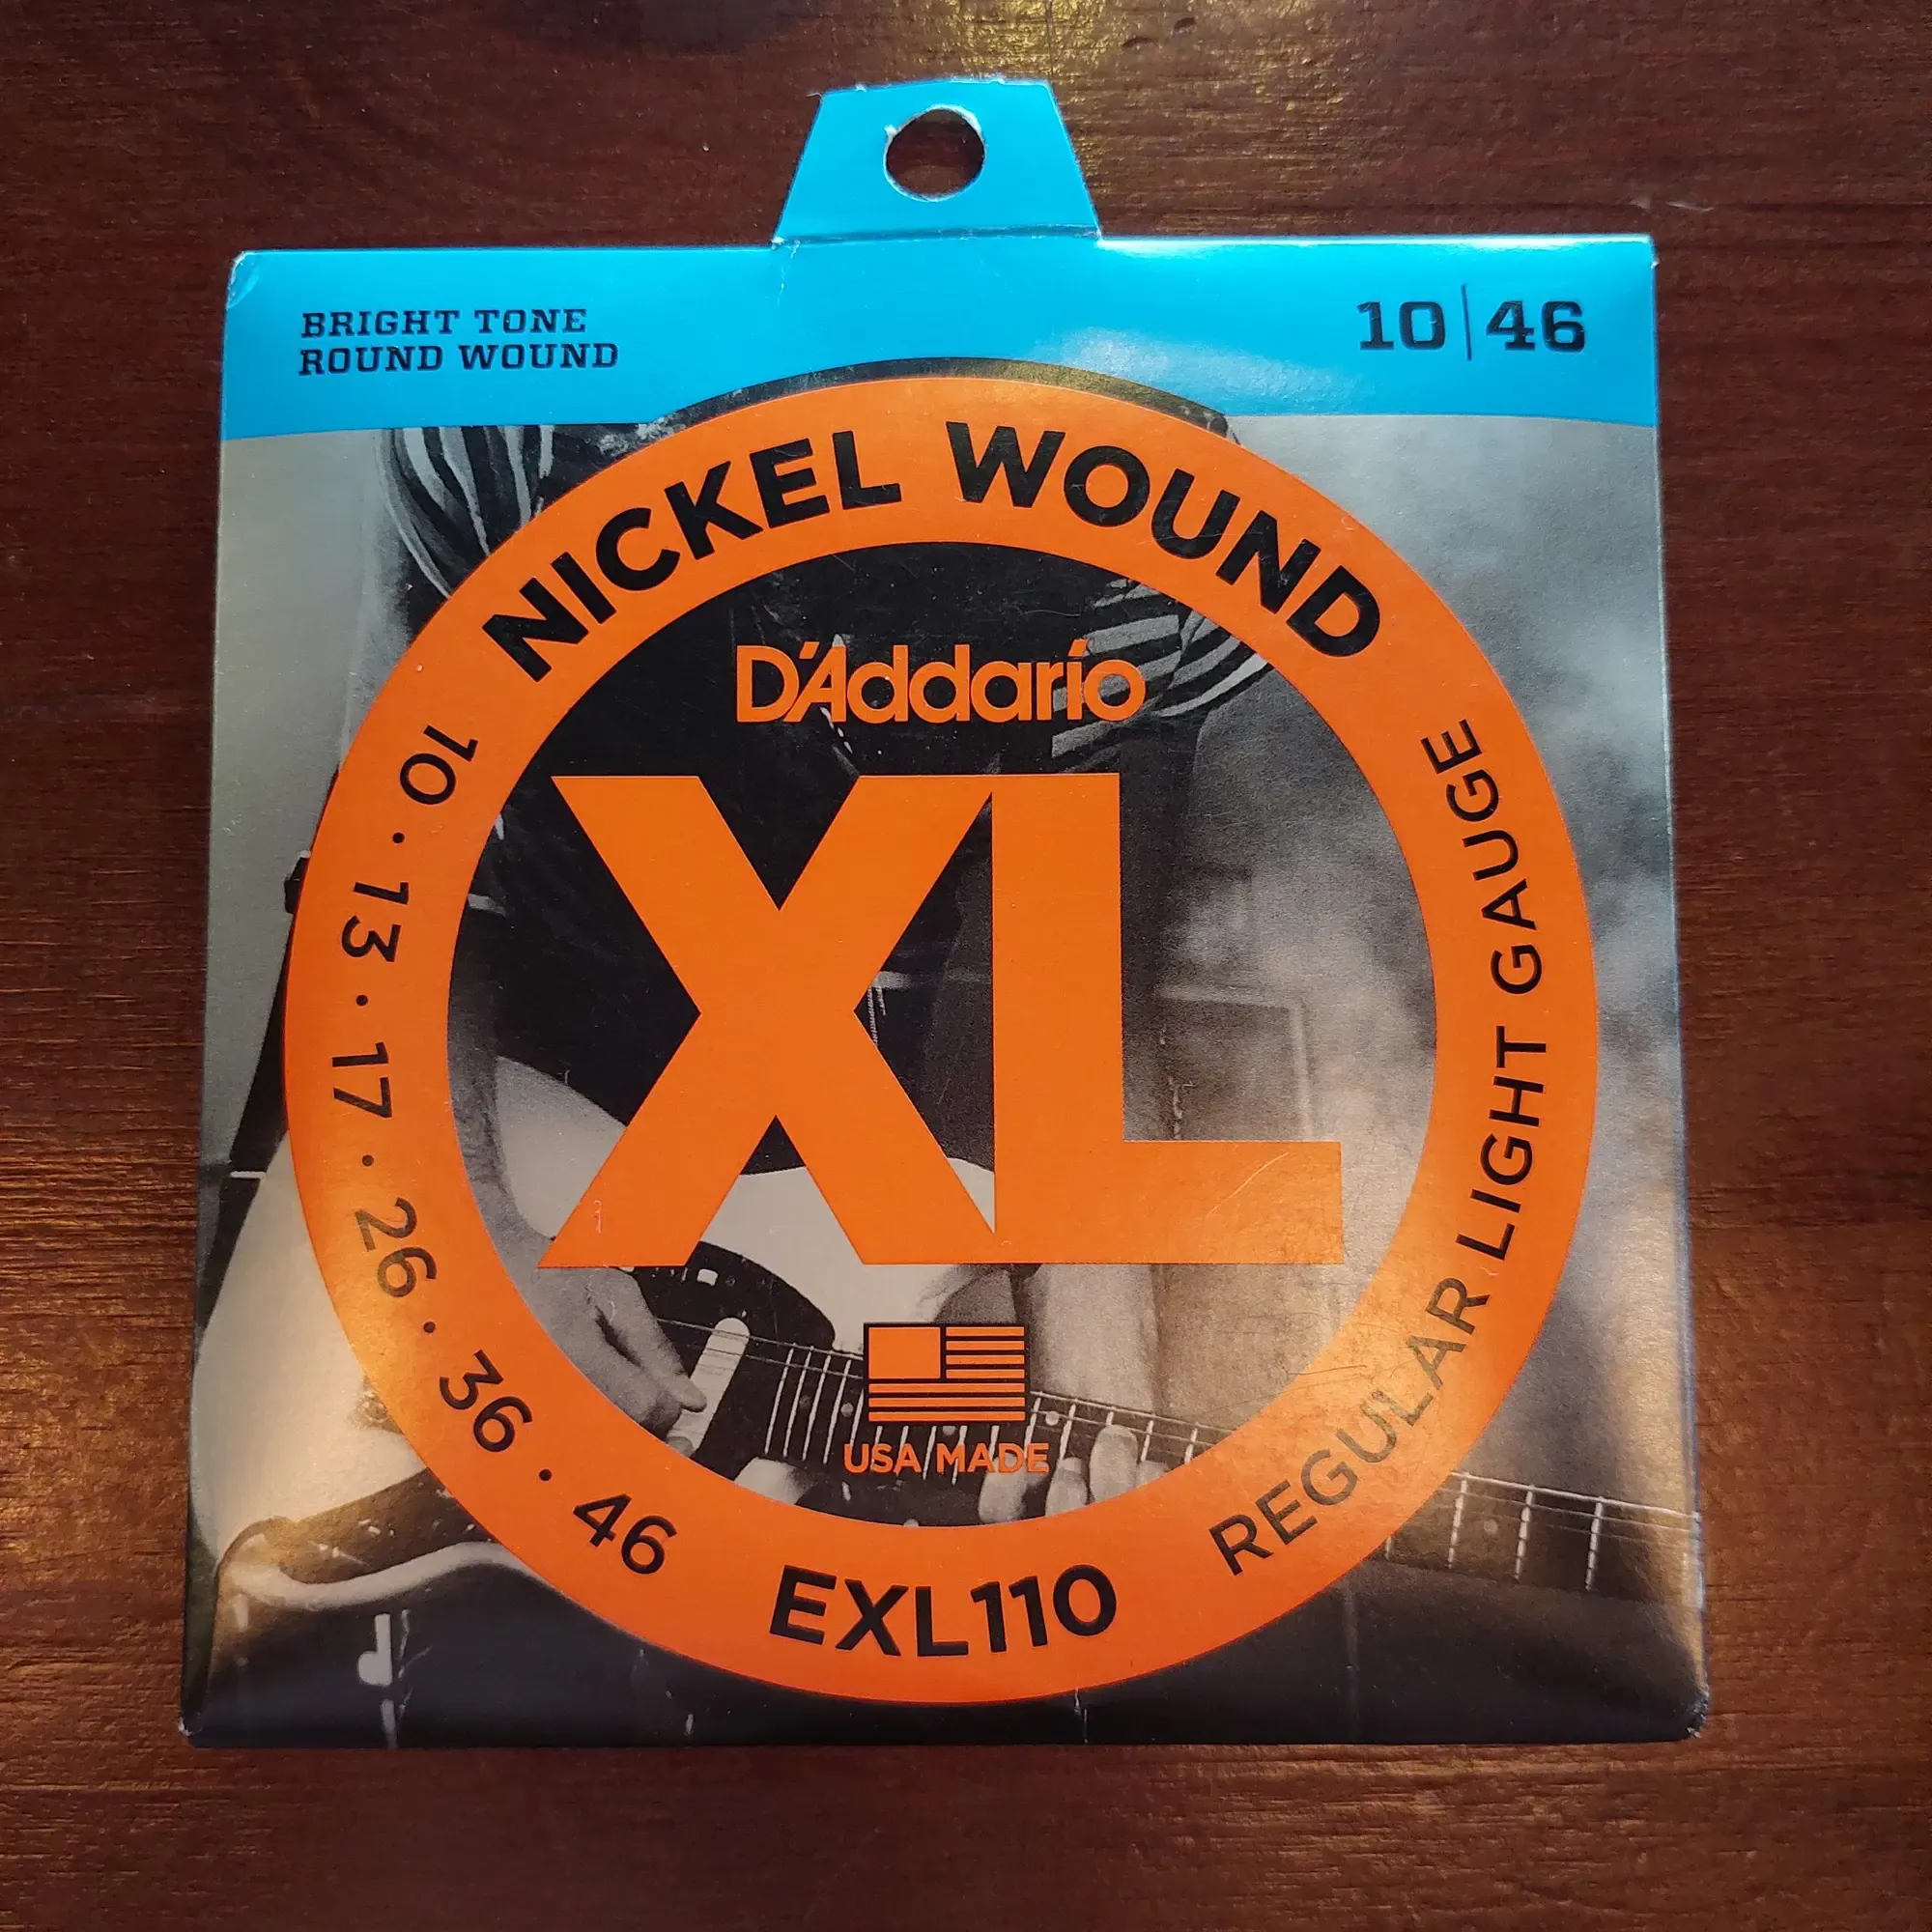 BRIGHT TONE
ROUND WOUND
10|46
NICKEL WOUND
D'Addario
XL
USA MADE
10 · 13 · 17 · 26 · 36 · 46
EXL110
REGULAR LIGHT GAUGE